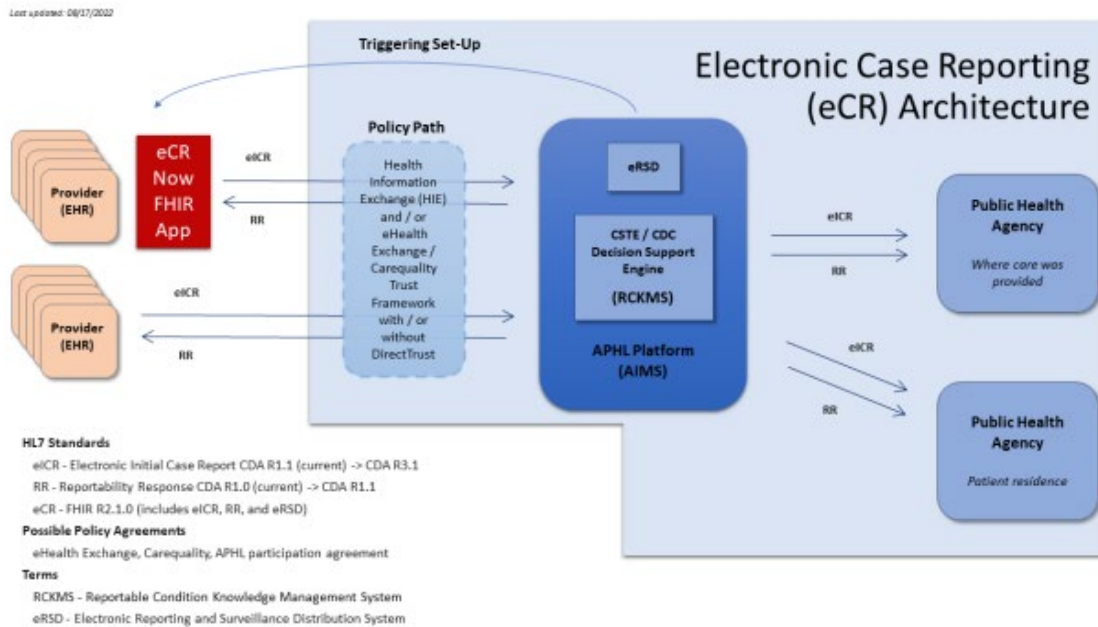 Last updated: 08/17/2022
Triggering Set-Up
Electronic Case Reporting
(eCR) Architecture
Policy Path
Provider
(EHR)
eCR
Now
FHIR
App
eICR
RR
Health
Information
Exchange (HIE)
and / or
eHealth
Exchange /
Carequality
Trust
Framework
with / or
without
DirectTrust
Provider
(EHR)
eICR
RR
eRSD
CSTE / CDC
Decision Support
Engine
(RCKMS)
APHL Platform
(AIMS)
eICR
RR
Public Health
Agency
Where care was
provided
eICR
RR
Public Health
Agency
Patient residence
HL7 Standards
eICR - Electronic Initial Case Report CDA R1.1 (current) -> CDA R3.1
RR - Reportability Response CDA R1.0 (current) -> CDA R1.1
eCR - FHIR R2.1.0 (includes eICR, RR, and eRSD)
Possible Policy Agreements
eHealth Exchange, Carequality, APHL participation agreement
Terms
RCKMS - Reportable Condition Knowledge Management System
eRSD - Electronic Reporting and Surveillance Distribution System